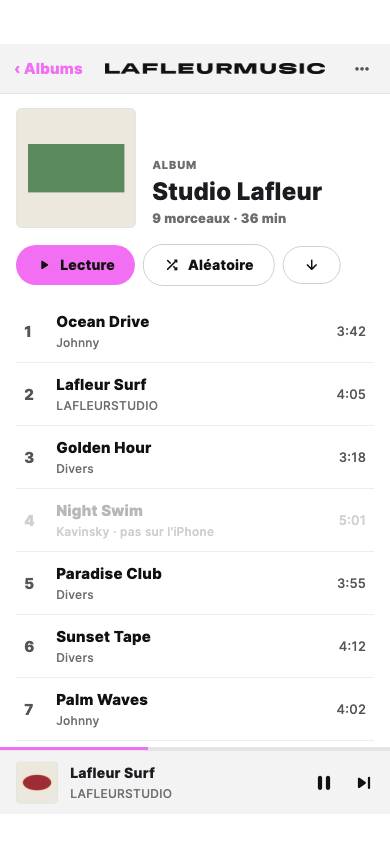 ‹ Albums
LAFLEURMUSIC
ALBUM
Studio Lafleur
9 morceaux · 36 min
Lecture
Aléatoire
1 Ocean Drive 3:42
Johnny
2 Lafleur Surf 4:05
LAFLEURSTUDIO
3 Golden Hour 3:18
Divers
4 Night Swim 5:01
Kavinsky · pas sur l'iPhone
5 Paradise Club 3:55
Divers
6 Sunset Tape 4:12
Divers
7 Palm Waves 4:02
Johnny
Lafleur Surf
LAFLEURSTUDIO